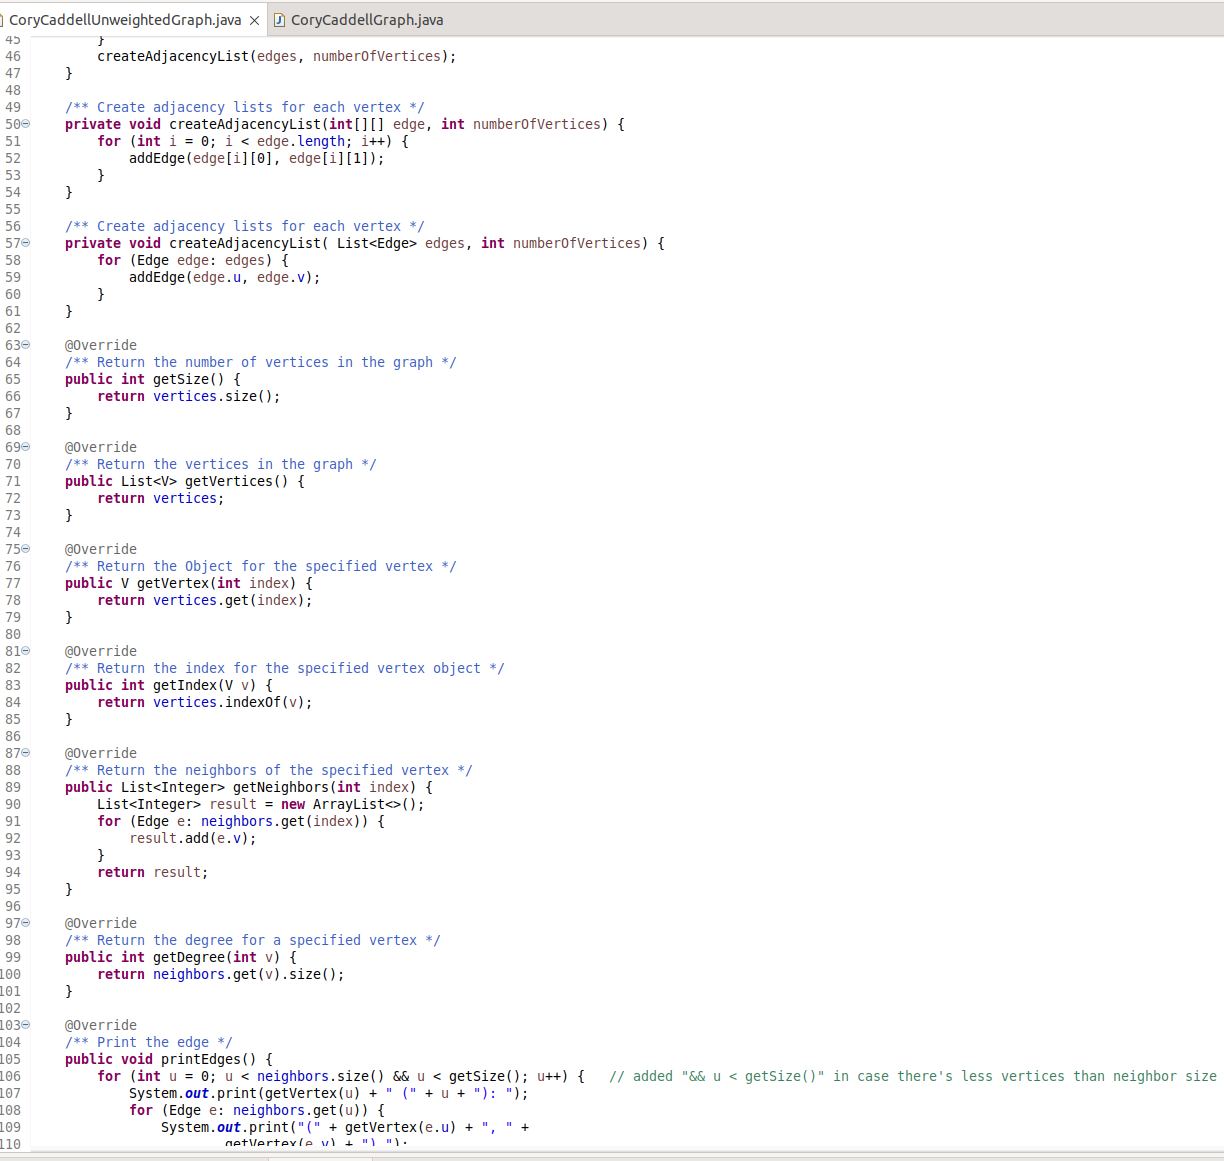 CoryCaddellUnweightedGraph.java CoryCaddellGraph.java
45 }
46 createAdjacencyList(edges, numberOfVertices);
47 }
48
49 /** Create adjacency lists for each vertex */
50 private void createAdjacencyList(int[][] edge, int numberOfVertices) {
51 for (int i = 0; i < edge.length; i++) {
52 addEdge(edge[i][0], edge[i][1]);
53 }
54 }
55
56 /** Create adjacency lists for each vertex */
57 private void createAdjacencyList( List<Edge> edges, int numberOfVertices) {
58 for (Edge edge: edges) {
59 addEdge(edge.u, edge.v);
60 }
61 }
62
63 @Override
64 /** Return the number of vertices in the graph */
65 public int getSize() {
66 return vertices.size();
67 }
68
69 @Override
70 /** Return the vertices in the graph */
71 public List<V> getVertices() {
72 return vertices;
73 }
74
75 @Override
76 /** Return the Object for the specified vertex */
77 public V getVertex(int index) {
78 return vertices.get(index);
79 }
80
81 @Override
82 /** Return the index for the specified vertex object */
83 public int getIndex(V v) {
84 return vertices.indexOf(v);
85 }
86
87 @Override
88 /** Return the neighbors of the specified vertex */
89 public List<Integer> getNeighbors(int index) {
90 List<Integer> result = new ArrayList<>();
91 for (Edge e: neighbors.get(index)) {
92 result.add(e.v);
93 }
94 return result;
95 }
96
97 @Override
98 /** Return the degree for a specified vertex */
99 public int getDegree(int v) {
100 return neighbors.get(v).size();
101 }
102
103 @Override
104 /** Print the edge */
105 public void printEdges() {
106 for (int u = 0; u < neighbors.size() && u < getSize(); u++) { // added "&& u < getSize()" in case there's less vertices than neighbor size
107 System.out.print(getVertex(u) + " (" + u + "): ");
108 for (Edge e: neighbors.get(u)) {
109 System.out.print("(" + getVertex(e.u) + ", " +
110 getVertex(e.v) + ") ");